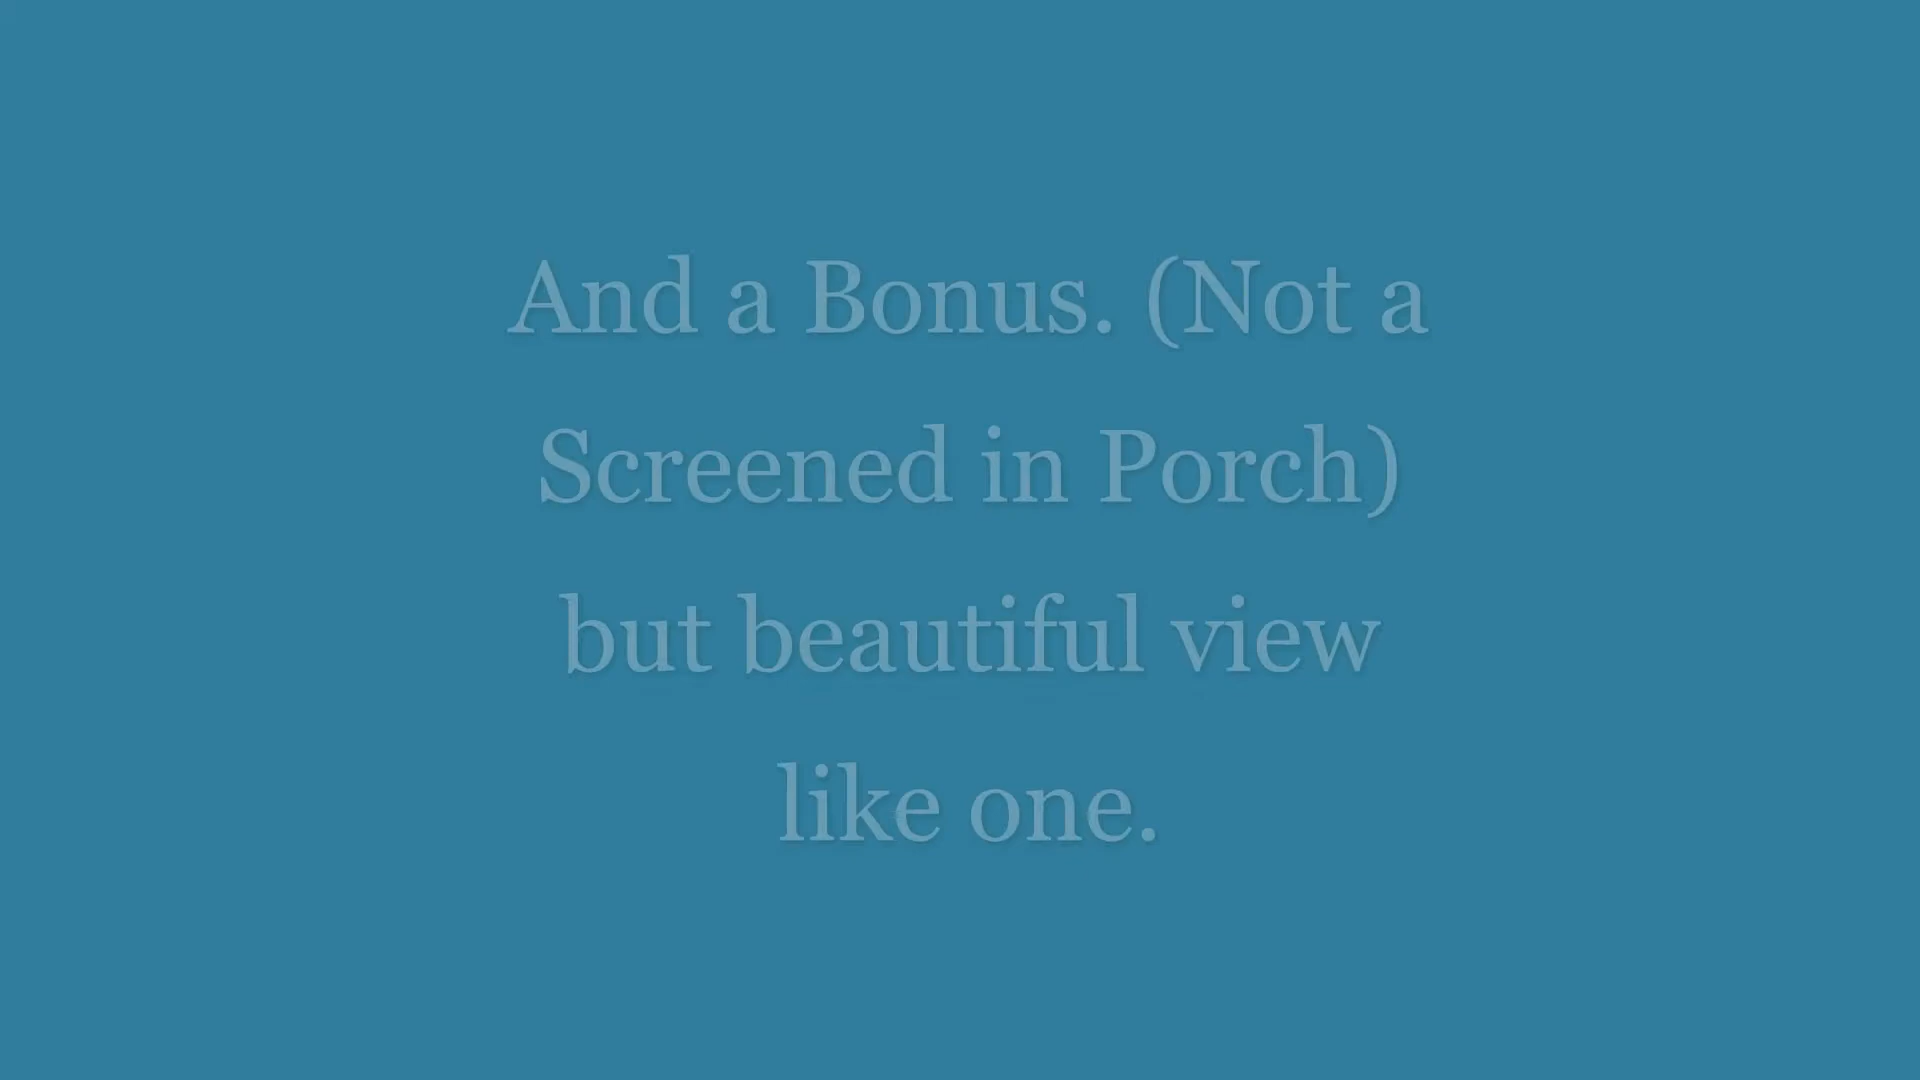 And a Bonus. (Not a
Screened in Porch)
but beautiful view
like one.